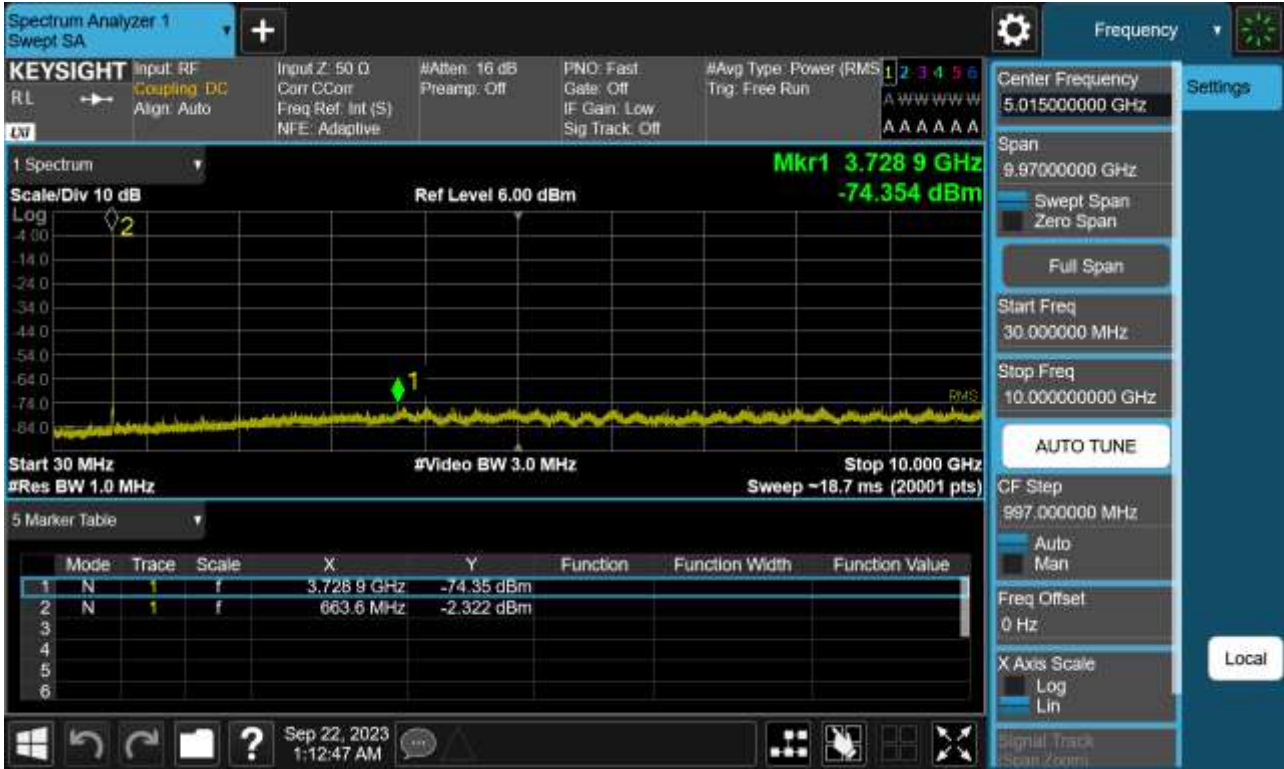 Spectrum Analyzer 1
Swept SA
+
Frequency
KEYSIGHT
RL
LXI
Input: RF
Coupling: DC
Align: Auto
Input Z: 50 Ω
Corr CCorr
Freq Ref: Int (S)
NFE: Adaptive
#Atten: 16 dB
Preamp: Off
PNO: Fast
Gate: Off
IF Gain: Low
Sig Track: Off
#Avg Type: Power (RMS
Trig: Free Run
1 2 3 4 5 6
A W W W W W
A A A A A A
1 Spectrum
Scale/Div 10 dB
Ref Level 6.00 dBm
Mkr1 3.728 9 GHz
-74.354 dBm
Log
-4.00
-14.0
-24.0
-34.0
-44.0
-54.0
-64.0
-74.0
-84.0
2
1
RMS
Start 30 MHz
#Video BW 3.0 MHz
Stop 10.000 GHz
#Res BW 1.0 MHz
Sweep ~18.7 ms (20001 pts)
5 Marker Table
Mode Trace Scale X Y Function Function Width Function Value
1 N 1 f 3.728 9 GHz -74.35 dBm
2 N 1 f 663.6 MHz -2.322 dBm
3
4
5
6
Sep 22, 2023
1:12:47 AM
?
Center Frequency
5.015000000 GHz
Settings
Span
9.97000000 GHz
Swept Span
Zero Span
Full Span
Start Freq
30.000000 MHz
Stop Freq
10.000000000 GHz
AUTO TUNE
CF Step
997.000000 MHz
Auto
Man
Freq Offset
0 Hz
X Axis Scale
Log
Lin
Signal Track
(Span Zoom)
Local